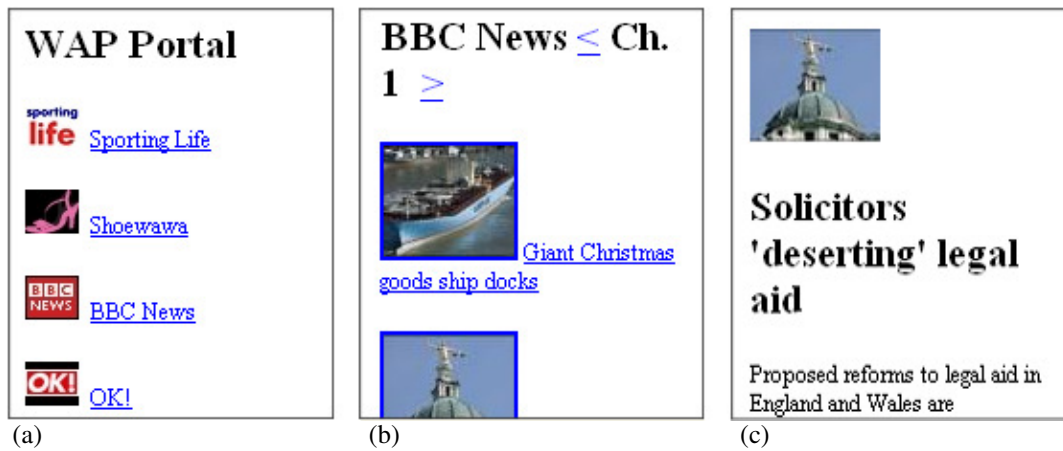 WAP Portal
sporting
life Sporting Life
Shoewawa
BBC
NEWS BBC News
OK! OK!
(a)
BBC News < Ch.
1 >
Giant Christmas
goods ship docks
(b)
Solicitors
'deserting' legal
aid
Proposed reforms to legal aid in
England and Wales are
(c)